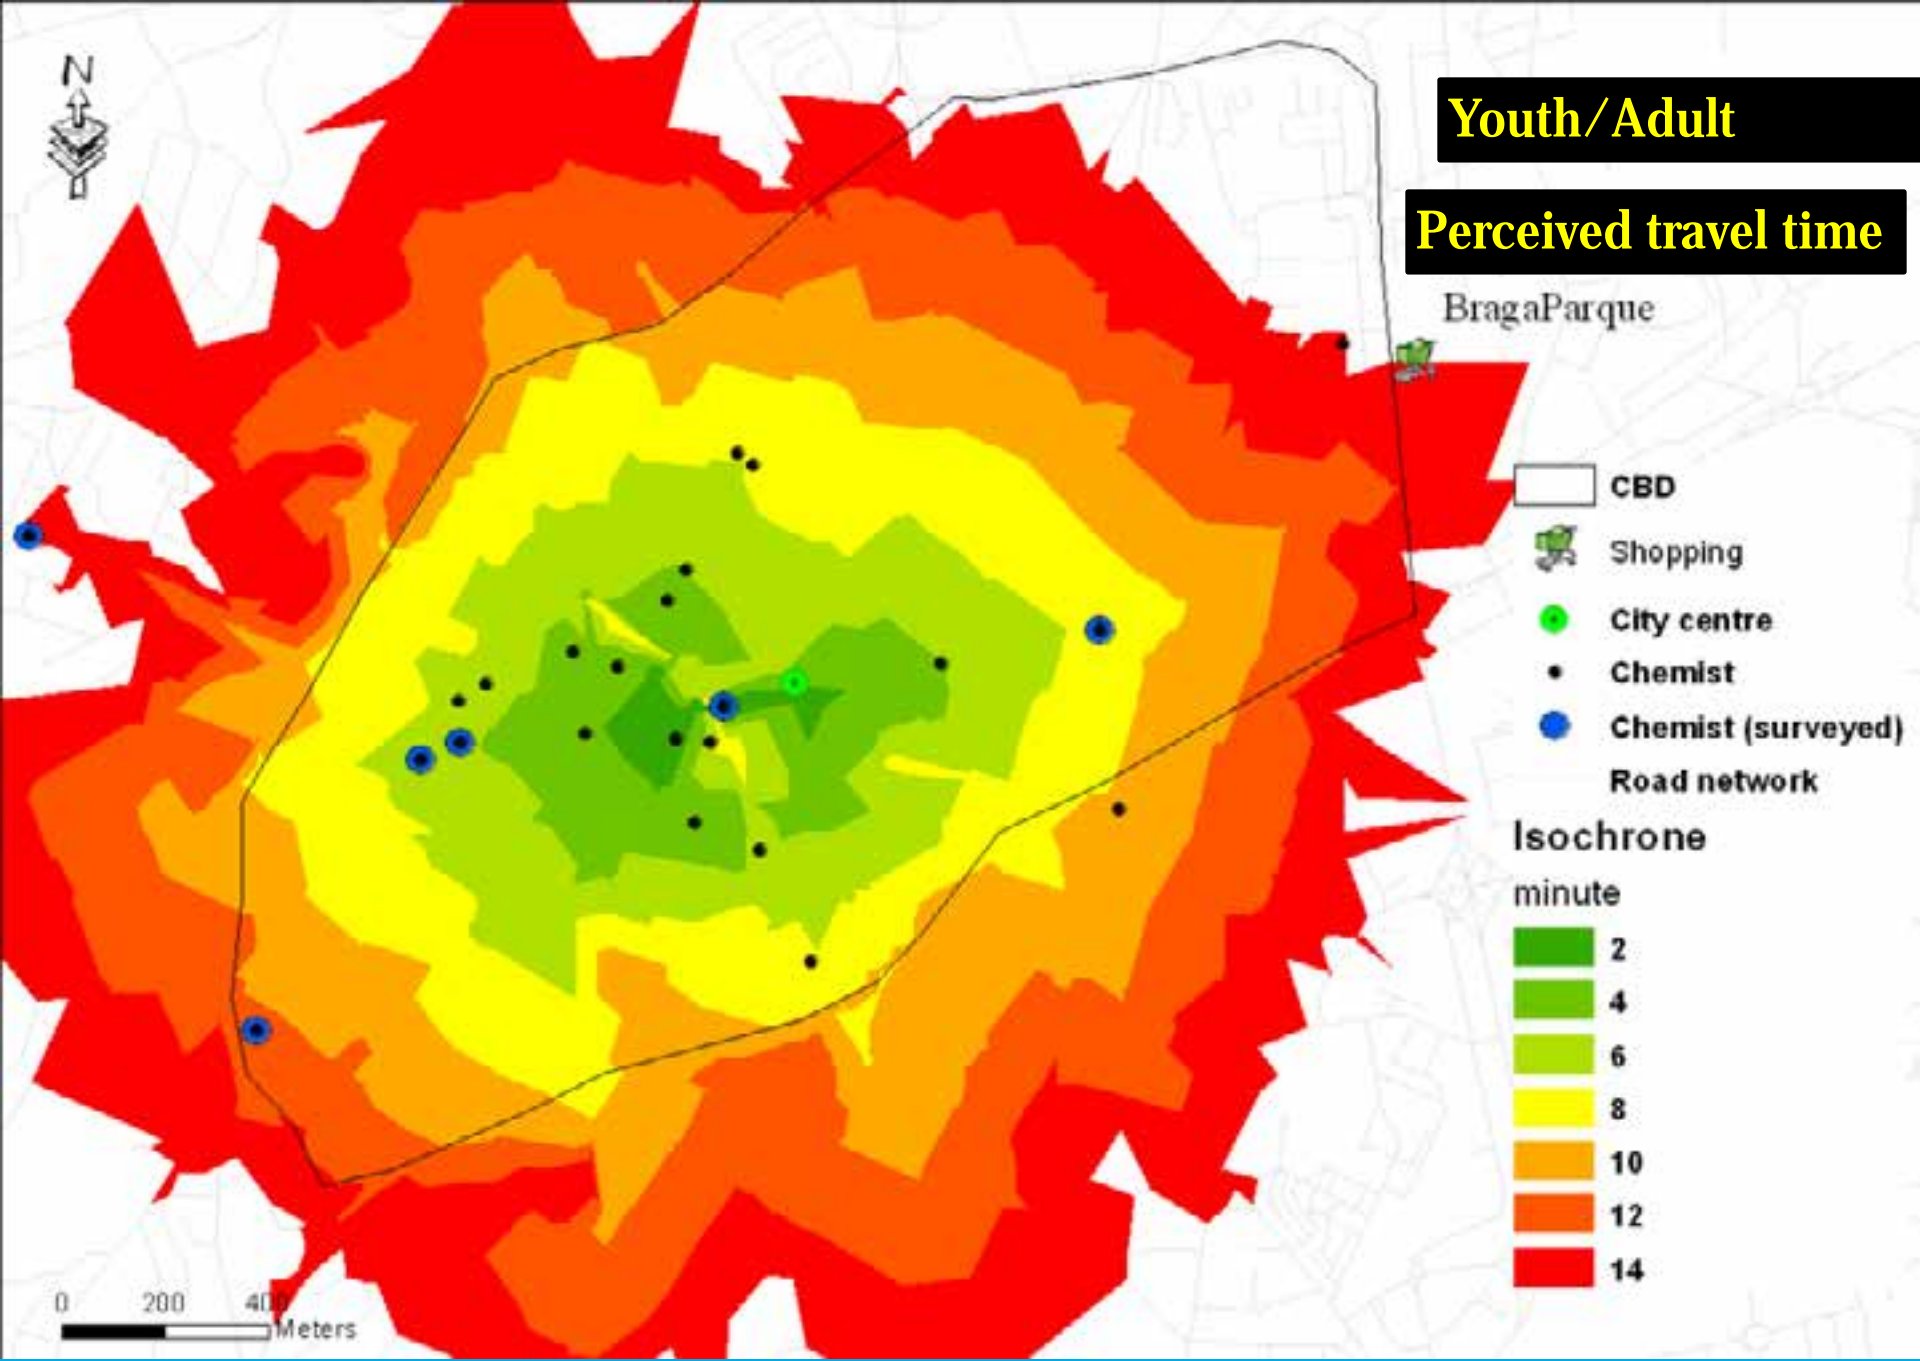 N
Youth/Adult
Perceived travel time
BragaParque
CBD
Shopping
City centre
Chemist
Chemist (surveyed)
Road network
Isochrone
minute
2
4
6
8
10
12
14
0 200 400
Meters